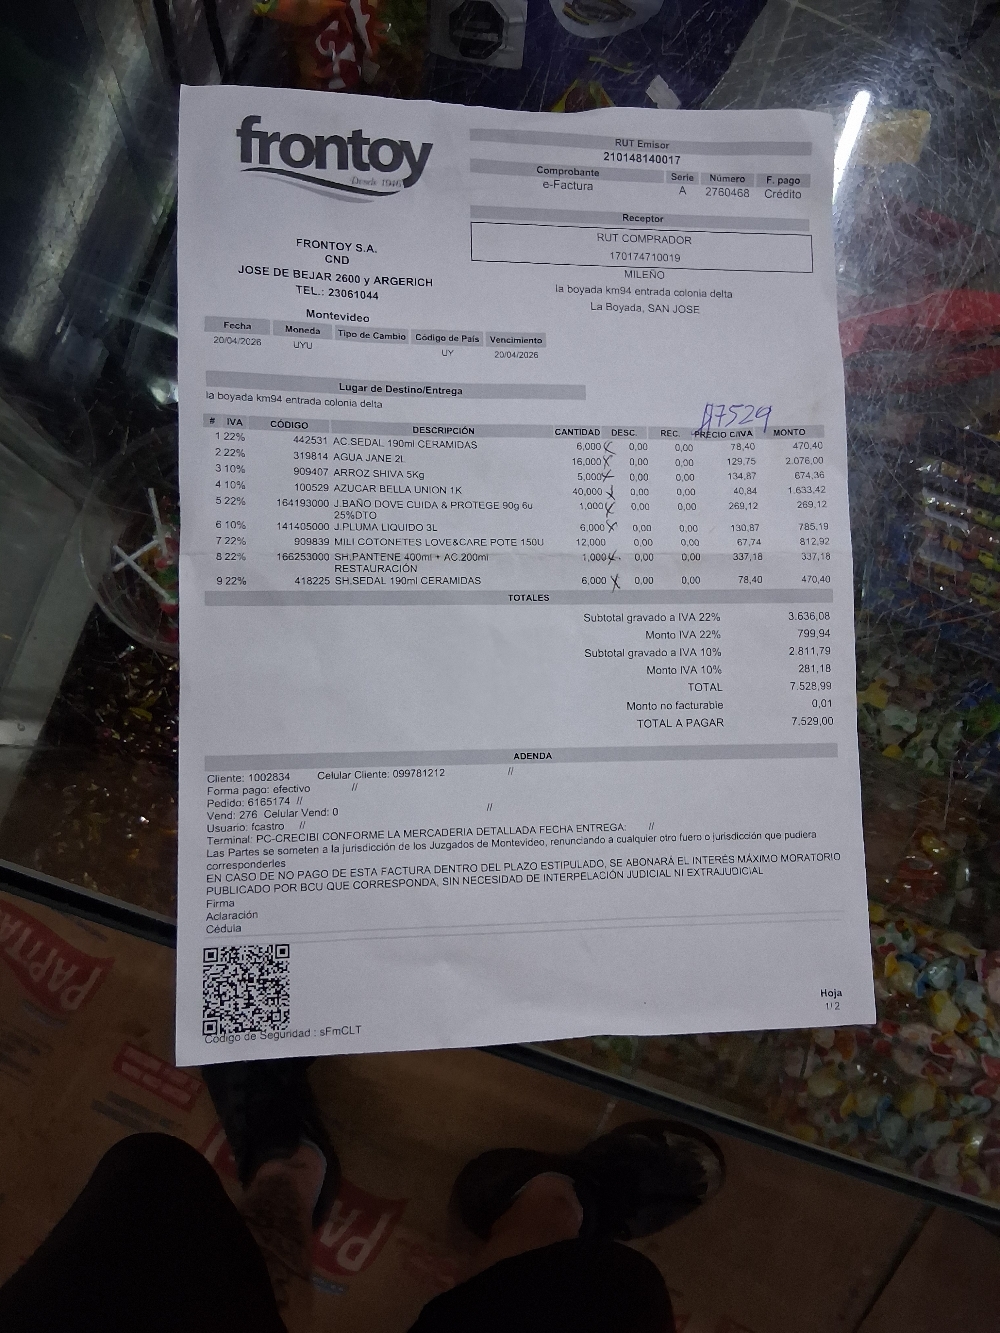 frontoy
Desde 1946
RUT Emisor
210148140017
Comprobante Serie Número F. pago
e-Factura A 2760468 Crédito
Receptor
RUT COMPRADOR
170174710019
MILEÑO
la boyada km94 entrada colonia delta
La Boyada, SAN JOSE
FRONTOY S.A.
CND
JOSE DE BEJAR 2600 y ARGERICH
TEL.: 23061044
Montevideo
Fecha Moneda Tipo de Cambio Código de País Vencimiento
20/04/2026 UYU UY 20/04/2026
Lugar de Destino/Entrega
la boyada km94 entrada colonia delta
$7529
# IVA CÓDIGO DESCRIPCIÓN CANTIDAD DESC. REC. PRECIO C/IVA MONTO
1 22% 442531 AC.SEDAL 190ml CERAMIDAS 6,000 0,00 0,00 78,40 470,40
2 22% 319814 AGUA JANE 2L 16,000 0,00 0,00 129,75 2.076,00
3 10% 909407 ARROZ SHIVA 5Kg 5,000 0,00 0,00 134,87 674,36
4 10% 100529 AZUCAR BELLA UNION 1K 40,000 0,00 0,00 40,84 1.633,42
5 22% 164193000 J.BAÑO DOVE CUIDA & PROTEGE 90g 6u 1,000 0,00 0,00 269,12 269,12
25%DTO
6 10% 141405000 J.PLUMA LIQUIDO 3L 6,000 0,00 0,00 130,87 785,19
7 22% 909839 MILI COTONETES LOVE&CARE POTE 150U 12,000 0,00 0,00 67,74 812,92
8 22% 166253000 SH.PANTENE 400ml + AC.200ml 1,000 0,00 0,00 337,18 337,18
RESTAURACIÓN
9 22% 418225 SH.SEDAL 190ml CERAMIDAS 6,000 0,00 0,00 78,40 470,40
TOTALES
Subtotal gravado a IVA 22% 3.636,08
Monto IVA 22% 799,94
Subtotal gravado a IVA 10% 2.811,79
Monto IVA 10% 281,18
TOTAL 7.528,99
Monto no facturable 0,01
TOTAL A PAGAR 7.529,00
ADENDA
Cliente: 1002834 Celular Cliente: 099781212 //
Forma pago: efectivo //
Pedido: 6165174 //
Vend: 276 Celular Vend: 0 //
Usuario: fcastro //
Terminal: PC-CRECIBI CONFORME LA MERCADERIA DETALLADA FECHA ENTREGA: //
Las Partes se someten a la jurisdicción de los Juzgados de Montevideo, renunciando a cualquier otro fuero o jurisdicción que pudiera
corresponderles
EN CASO DE NO PAGO DE ESTA FACTURA DENTRO DEL PLAZO ESTIPULADO, SE ABONARÁ EL INTERÉS MÁXIMO MORATORIO
PUBLICADO POR BCU QUE CORRESPONDA, SIN NECESIDAD DE INTERPELACIÓN JUDICIAL NI EXTRAJUDICIAL
Firma
Aclaración
Cédula
Código de Seguridad : sFmCLT
Hoja
1/ 2